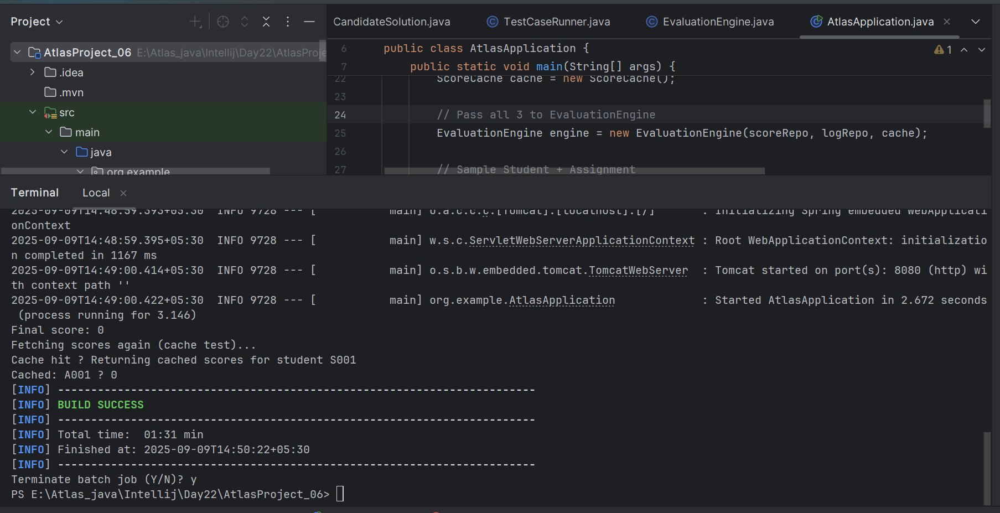 Project
AtlasProject_06 E:\Atlas_java\Intellij\Day22\AtlasProje
.idea
.mvn
src
main
java
org.example
CandidateSolution.java
TestCaseRunner.java
EvaluationEngine.java
AtlasApplication.java
1
6 public class AtlasApplication {
7 public static void main(String[] args) {
22 ScoreCache cache = new ScoreCache();
23
24 // Pass all 3 to EvaluationEngine
25 EvaluationEngine engine = new EvaluationEngine(scoreRepo, logRepo, cache);
26
27 // Sample Student + Assignment
Terminal Local
2025-09-09T14:48:59.393+05:30  INFO 9728 --- [           main] o.a.c.c.C.[Tomcat].[localhost].[/]       : Initializing Spring embedded WebApplicati
onContext
2025-09-09T14:48:59.395+05:30  INFO 9728 --- [           main] w.s.c.ServletWebServerApplicationContext : Root WebApplicationContext: initializatio
n completed in 1167 ms
2025-09-09T14:49:00.414+05:30  INFO 9728 --- [           main] o.s.b.w.embedded.tomcat.TomcatWebServer  : Tomcat started on port(s): 8080 (http) wi
th context path ''
2025-09-09T14:49:00.422+05:30  INFO 9728 --- [           main] org.example.AtlasApplication             : Started AtlasApplication in 2.672 seconds
 (process running for 3.146)
Final score: 0
Fetching scores again (cache test)...
Cache hit ? Returning cached scores for student S001
Cached: A001 ? 0
[INFO] ------------------------------------------------------------------------
[INFO] BUILD SUCCESS
[INFO] ------------------------------------------------------------------------
[INFO] Total time:  01:31 min
[INFO] Finished at: 2025-09-09T14:50:22+05:30
[INFO] ------------------------------------------------------------------------
Terminate batch job (Y/N)? y
PS E:\Atlas_java\Intellij\Day22\AtlasProject_06>